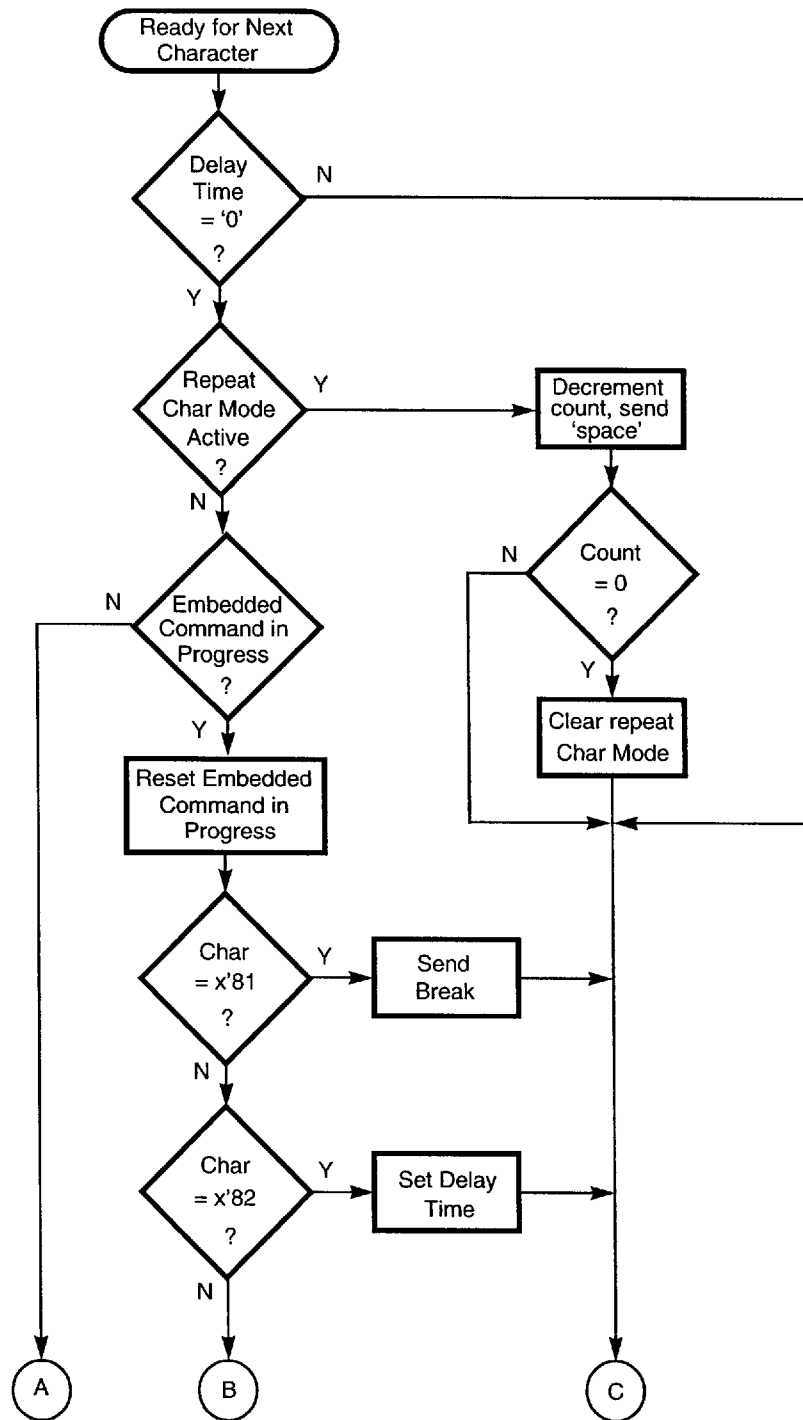 Ready for Next
Character
Delay
Time
= ‘0’
?
N
Y
Repeat
Char Mode
Active
?
Y
N
Decrement
count, send
‘space’
Count
= 0
?
N
Y
Clear repeat
Char Mode
Embedded
Command in
Progress
?
N
Y
Reset Embedded
Command in
Progress
Char
= x'81
?
Y
N
Send
Break
Char
= x'82
?
Y
N
Set Delay
Time
A
B
C